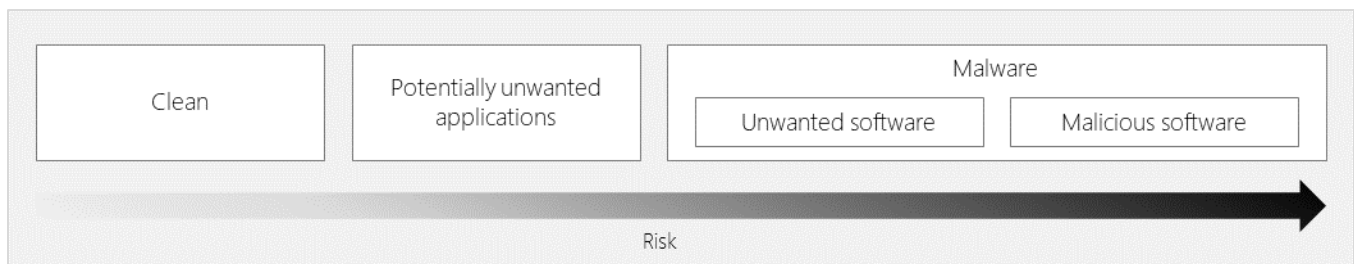 Clean
Potentially unwanted
applications
Malware
Unwanted software
Malicious software
Risk